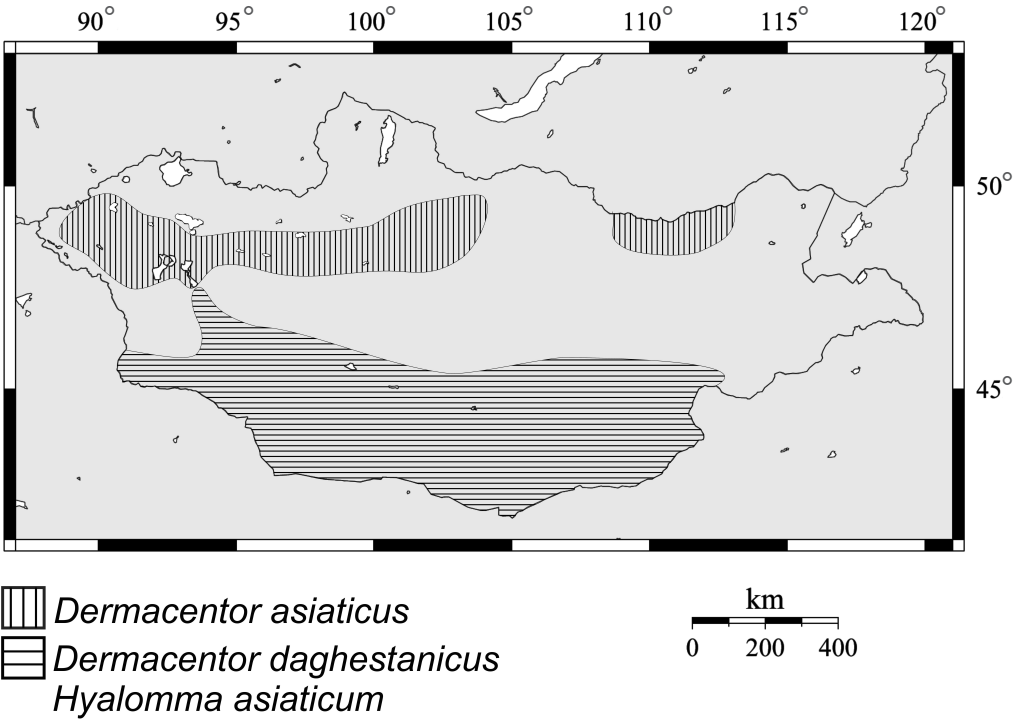 90° 95° 100° 105° 110° 115° 120°
50°
45°
km
0 200 400
Dermacentor asiaticus
Dermacentor daghestanicus
Hyalomma asiaticum